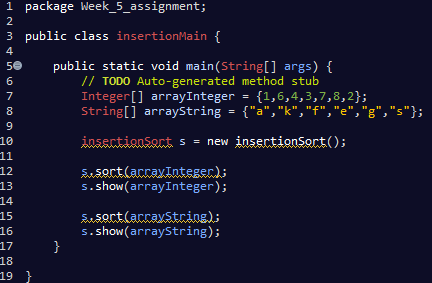 1 package Week_5_assignment;
2
3 public class insertionMain {
4
5 public static void main(String[] args) {
6 // TODO Auto-generated method stub
7 Integer[] arrayInteger = {1,6,4,3,7,8,2};
8 String[] arrayString = {"a","k","f","e","g","s"};
9
10 insertionSort s = new insertionSort();
11
12 s.sort(arrayInteger);
13 s.show(arrayInteger);
14
15 s.sort(arrayString);
16 s.show(arrayString);
17 }
18
19 }